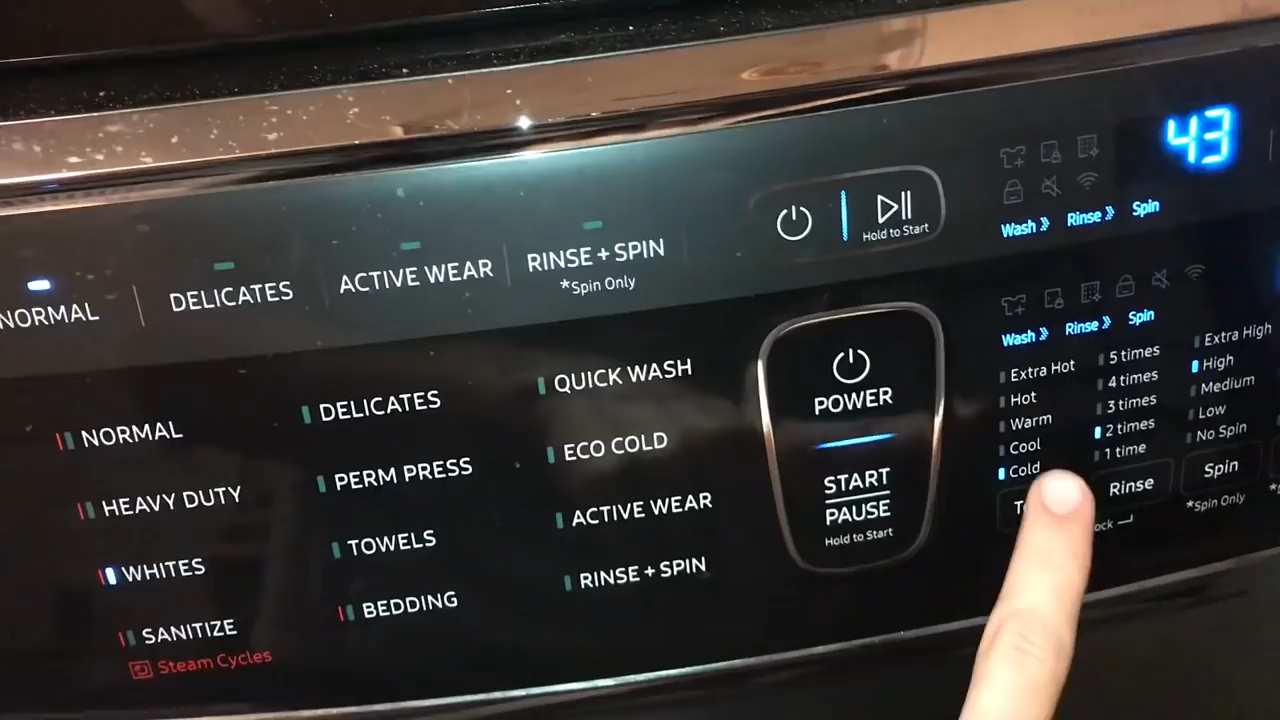 43
Wash Rinse Spin
Hold to Start
NORMAL
DELICATES
ACTIVE WEAR
RINSE + SPIN
*Spin Only
NORMAL
HEAVY DUTY
WHITES
SANITIZE
Steam Cycles
DELICATES
PERM PRESS
TOWELS
BEDDING
QUICK WASH
ECO COLD
ACTIVE WEAR
RINSE + SPIN
POWER
START
PAUSE
Hold to Start
Wash Rinse Spin
Extra Hot
Hot
Warm
Cool
Cold
5 times
4 times
3 times
2 times
1 time
Rinse
Extra High
High
Medium
Low
No Spin
Spin
*Spin Only